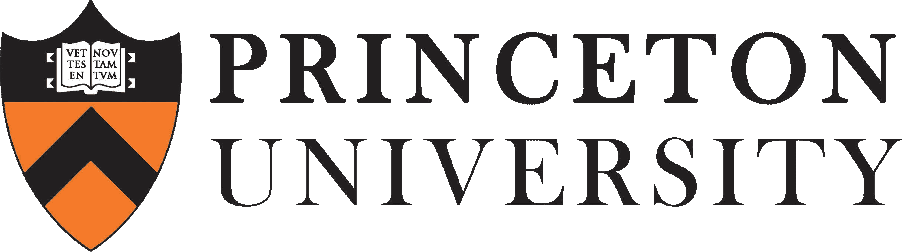 VET NOV
TES TAM
EN TVM
PRINCETON
UNIVERSITY